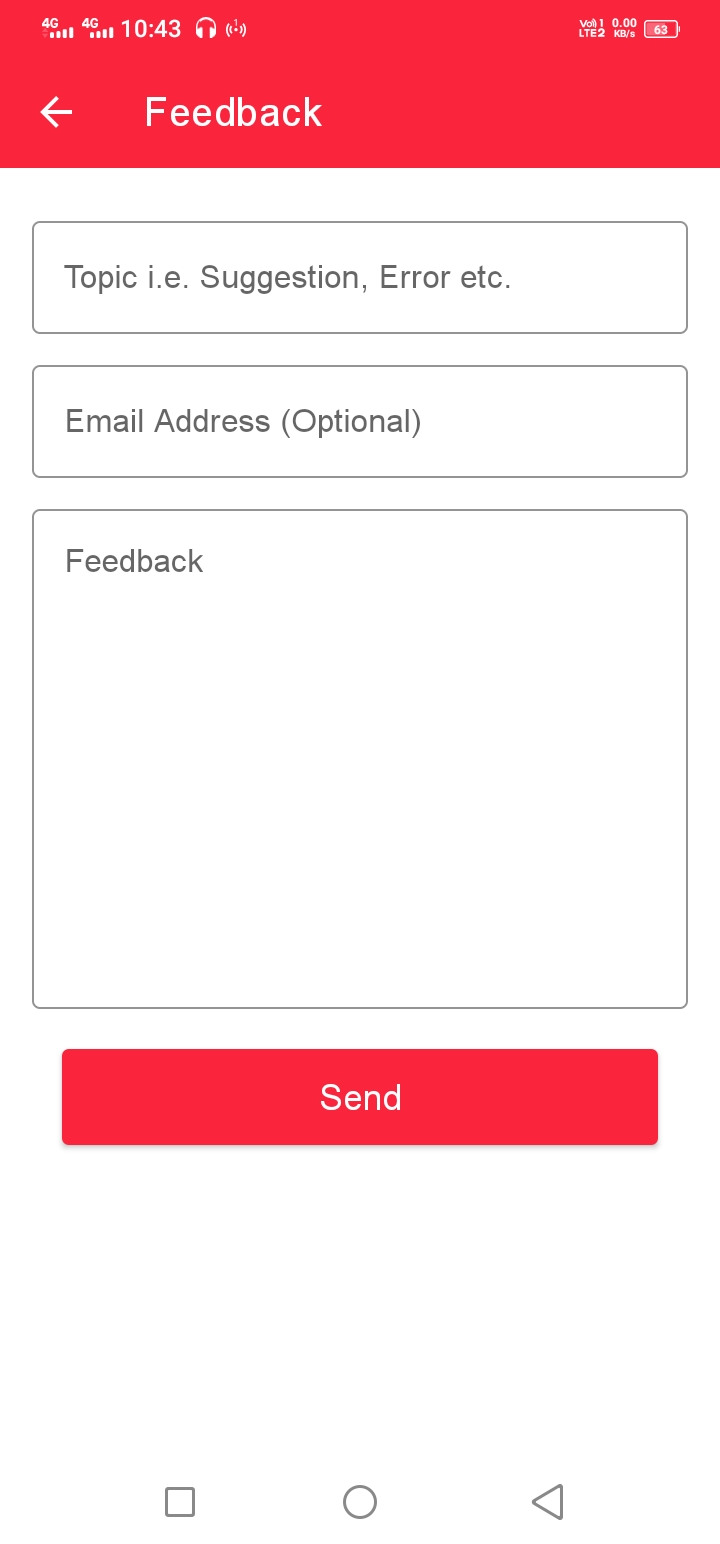 4G 4G 10:43 1 Vo) 1 LTE2 0.00 KB/s 63
Feedback
Topic i.e. Suggestion, Error etc.
Email Address (Optional)
Feedback
Send